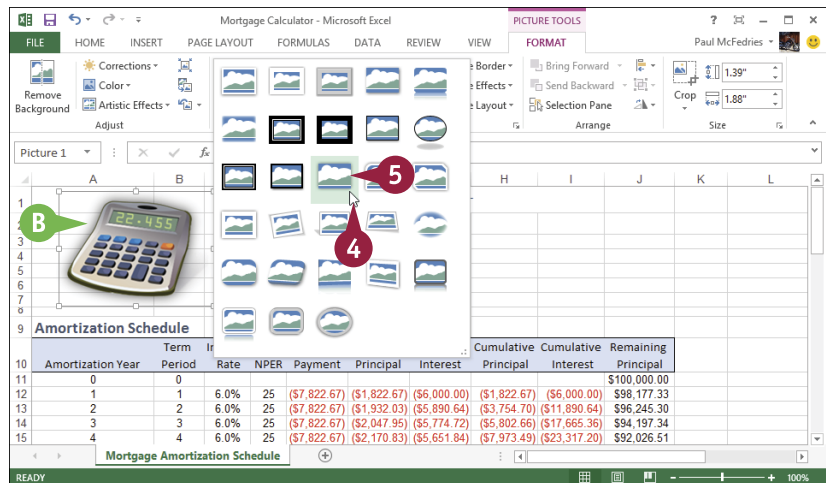 Mortgage Calculator - Microsoft Excel
PICTURE TOOLS
?
FILE HOME INSERT PAGE LAYOUT FORMULAS DATA REVIEW VIEW FORMAT Paul McFedries
Remove Background
Corrections
Color
Artistic Effects
Adjust
Border
Effects
Layout
Bring Forward
Send Backward
Selection Pane
Arrange
Crop
1.39"
1.88"
Size
Picture 1
fx
A B H I J K L
1
3
4
5
6
7
8
B
22.455
5
4
9 Amortization Schedule
Term Cumulative Cumulative Remaining
10 Amortization Year Period Rate NPER Payment Principal Interest Principal Interest Principal
11 0 0 $100,000.00
12 1 1 6.0% 25 ($7,822.67) ($1,822.67) ($6,000.00) ($1,822.67) ($6,000.00) $98,177.33
13 2 2 6.0% 25 ($7,822.67) ($1,932.03) ($5,890.64) ($3,754.70) ($11,890.64) $96,245.30
14 3 3 6.0% 25 ($7,822.67) ($2,047.95) ($5,774.72) ($5,802.66) ($17,665.36) $94,197.34
15 4 4 6.0% 25 ($7,822.67) ($2,170.83) ($5,651.84) ($7,973.49) ($23,317.20) $92,026.51
Mortgage Amortization Schedule
READY
100%